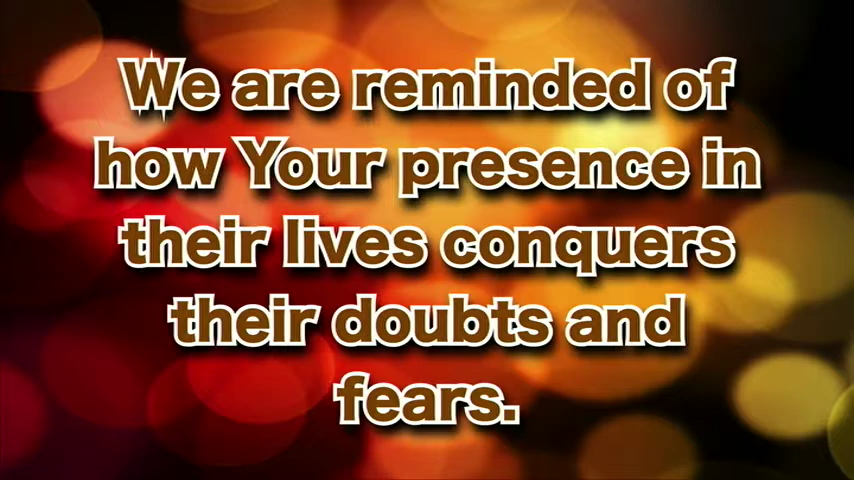 We are reminded of
how Your presence in
their lives conquers
their doubts and
fears.